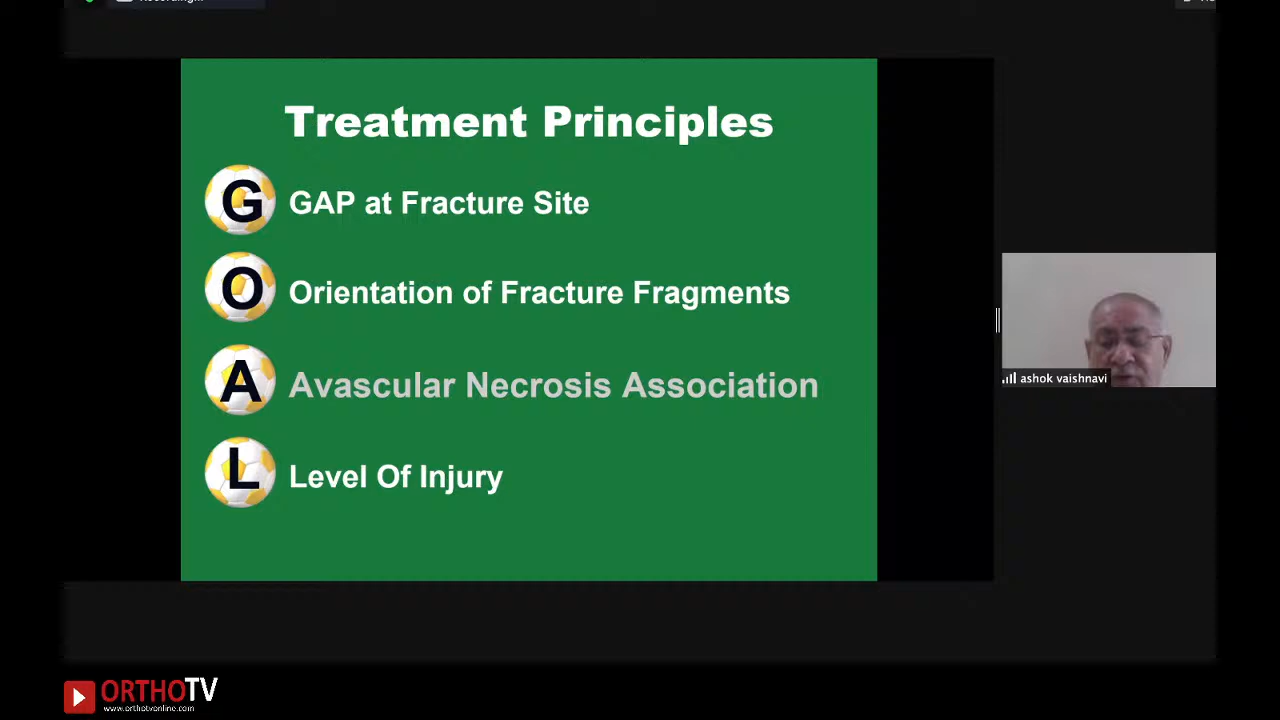 Treatment Principles
G GAP at Fracture Site
O Orientation of Fracture Fragments
A Avascular Necrosis Association
L Level Of Injury
ashok vaishnavi
ORTHOTV
www.orthotvonline.com